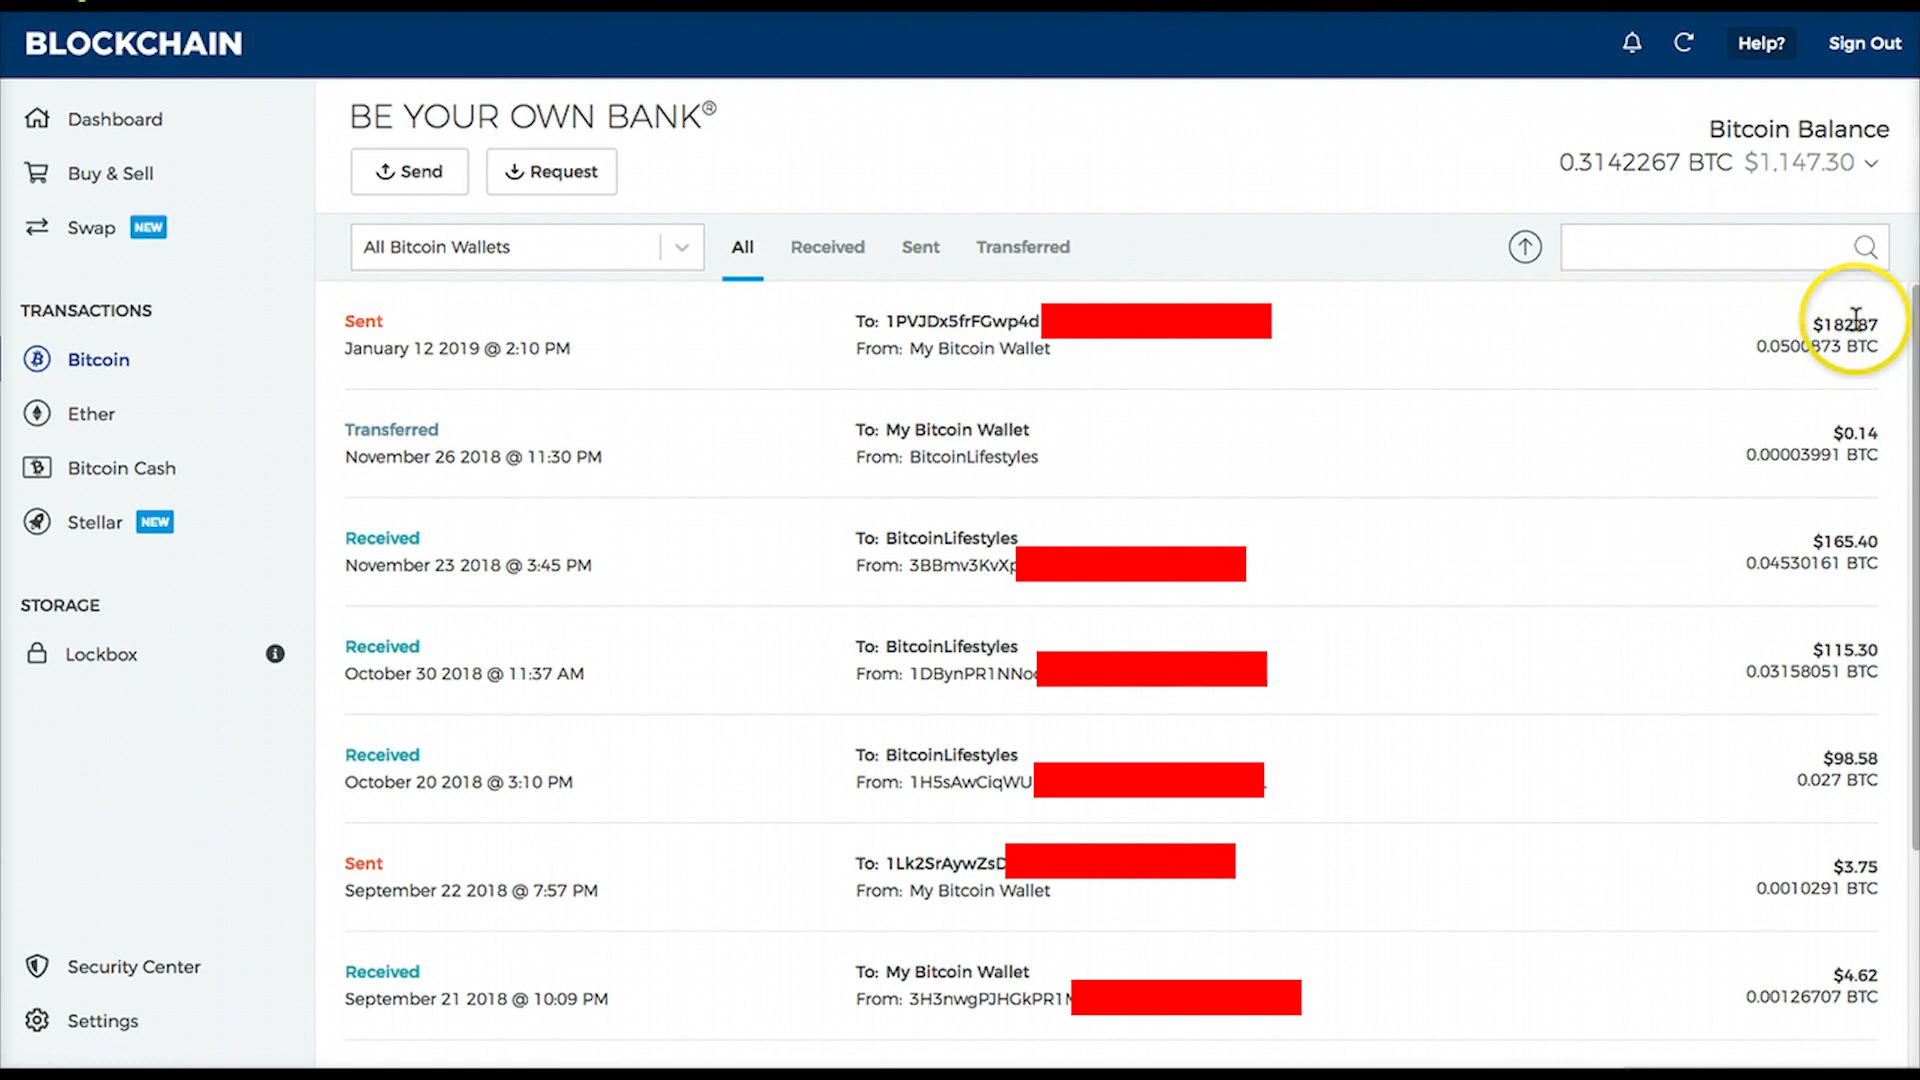 BLOCKCHAIN
Help?
Sign Out
Dashboard
Buy & Sell
Swap NEW
TRANSACTIONS
Bitcoin
Ether
Bitcoin Cash
Stellar NEW
STORAGE
Lockbox
Security Center
Settings
BE YOUR OWN BANK®
Send
Request
Bitcoin Balance
0.3142267 BTC $1,147.30
All Bitcoin Wallets
All
Received
Sent
Transferred
Sent
January 12 2019 @ 2:10 PM
To: 1PVJDx5frFGwp4d
From: My Bitcoin Wallet
$182.87
0.0500873 BTC
Transferred
November 26 2018 @ 11:30 PM
To: My Bitcoin Wallet
From: BitcoinLifestyles
$0.14
0.00003991 BTC
Received
November 23 2018 @ 3:45 PM
To: BitcoinLifestyles
From: 3BBmv3KvXp
$165.40
0.04530161 BTC
Received
October 30 2018 @ 11:37 AM
To: BitcoinLifestyles
From: 1DBynPR1NNo
$115.30
0.03158051 BTC
Received
October 20 2018 @ 3:10 PM
To: BitcoinLifestyles
From: 1H5sAwCiqWU
$98.58
0.027 BTC
Sent
September 22 2018 @ 7:57 PM
To: 1Lk2SrAywZsD
From: My Bitcoin Wallet
$3.75
0.0010291 BTC
Received
September 21 2018 @ 10:09 PM
To: My Bitcoin Wallet
From: 3H3nwgPJHGkPR1
$4.62
0.00126707 BTC